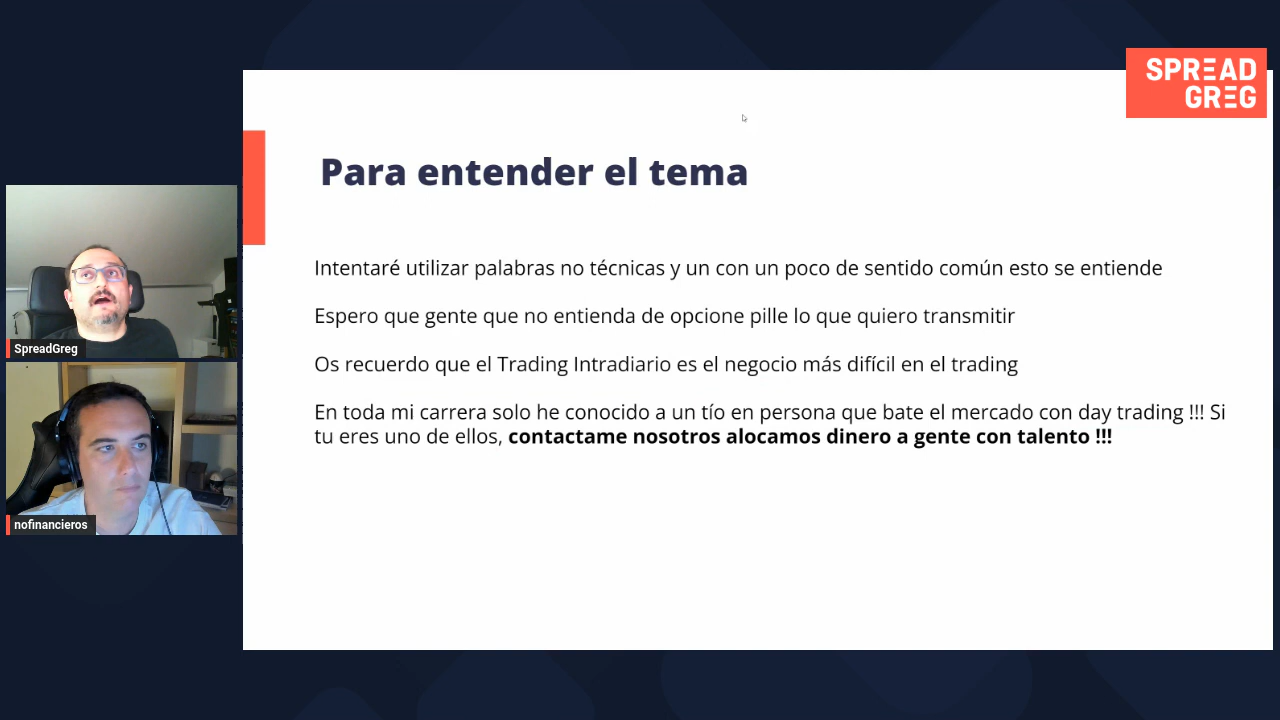 SPREAD
GREG
Para entender el tema
Intentaré utilizar palabras no técnicas y un con un poco de sentido común esto se entiende
Espero que gente que no entienda de opcione pille lo que quiero transmitir
Os recuerdo que el Trading Intradiario es el negocio más difícil en el trading
En toda mi carrera solo he conocido a un tío en persona que bate el mercado con day trading !!! Si
tu eres uno de ellos, contactame nosotros alocamos dinero a gente con talento !!!
SpreadGreg
nofinancieros